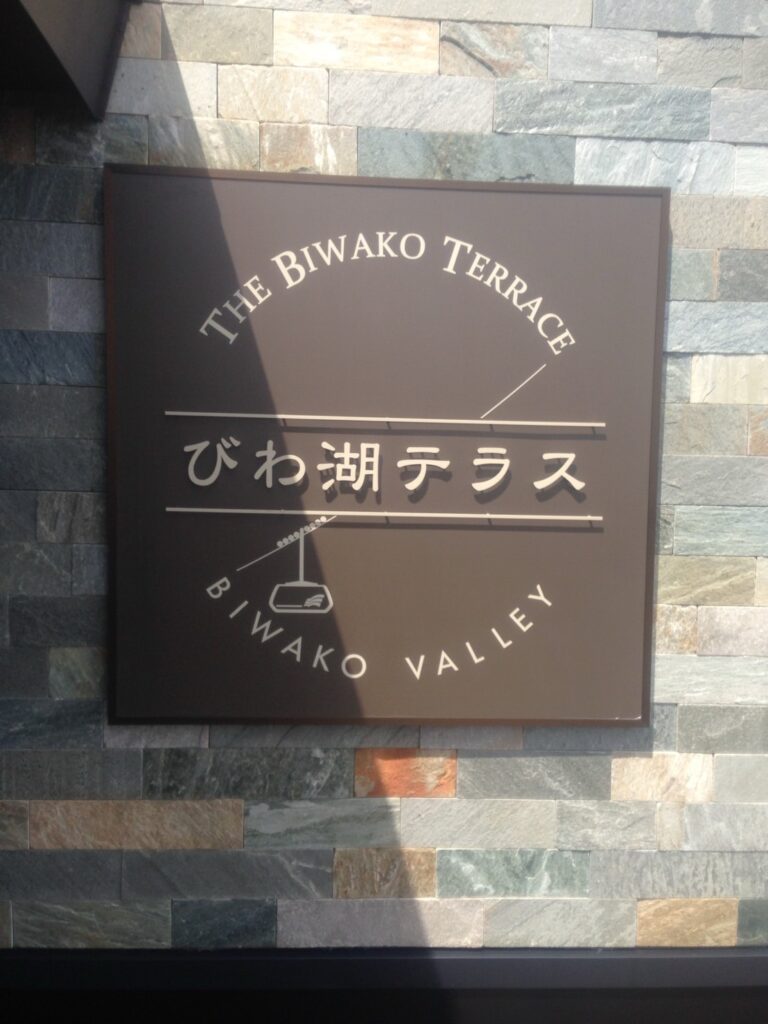 THE BIWAKO TERRACE
びわ湖テラス
BIWAKO VALLEY